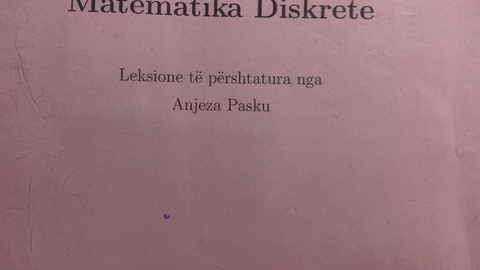 Matematika Diskrete
Leksione të përshtatura nga
Anjeza Pasku